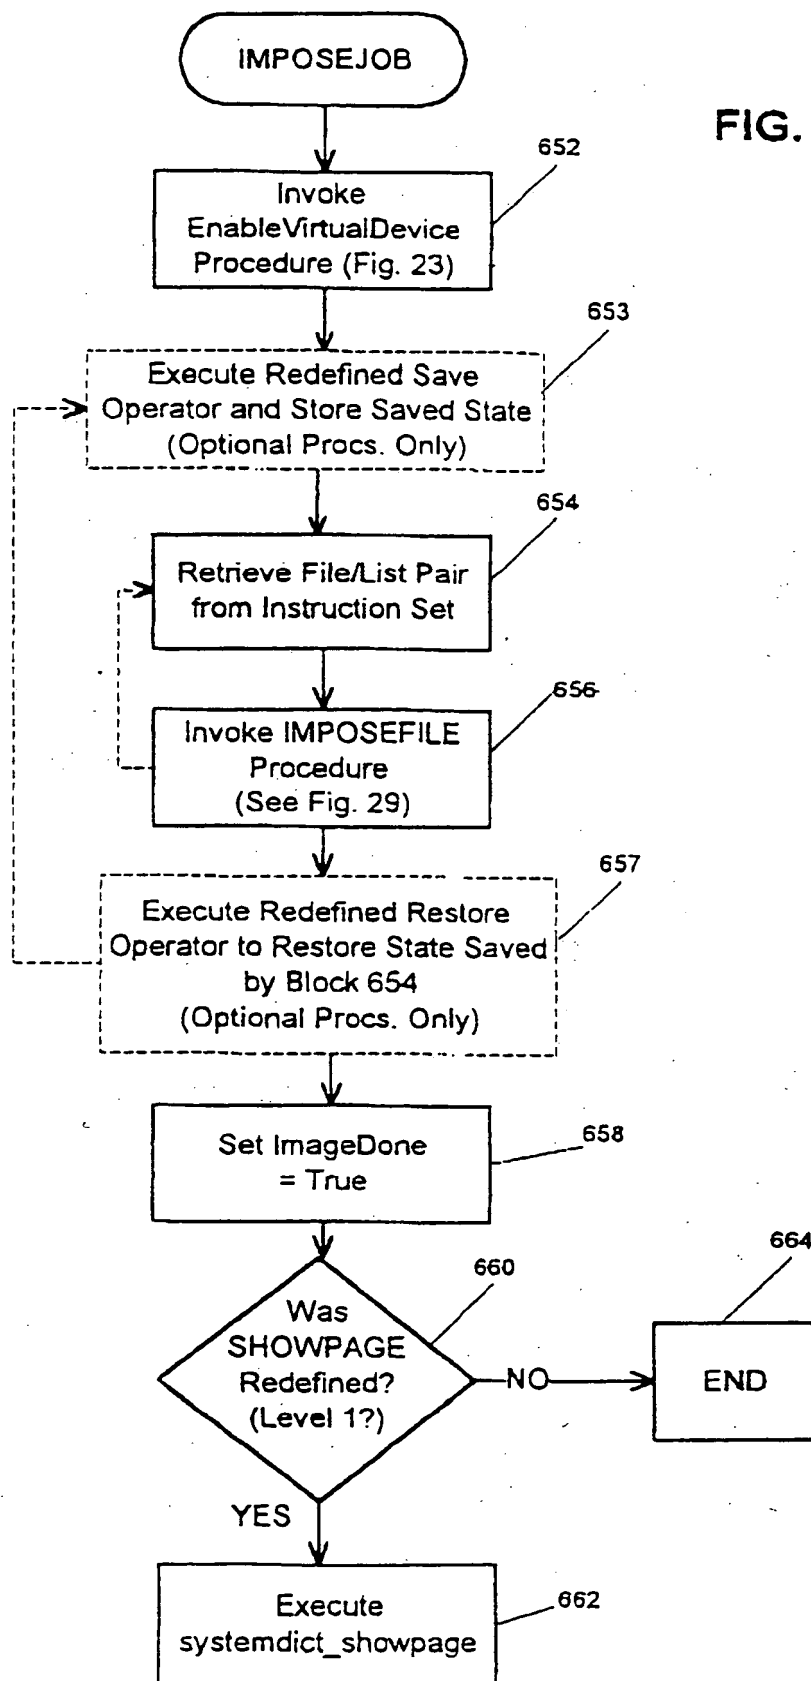 IMPOSEJOB
FIG.
652
Invoke
EnableVirtualDevice
Procedure (Fig. 23)
653
Execute Redefined Save
Operator and Store Saved State
(Optional Procs. Only)
654
Retrieve File/List Pair
from Instruction Set
656
Invoke IMPOSEFILE
Procedure
(See Fig. 29)
657
Execute Redefined Restore
Operator to Restore State Saved
by Block 654
(Optional Procs. Only)
658
Set ImageDone
= True
660
664
Was
SHOWPAGE
Redefined?
(Level 1?)
NO
END
YES
662
Execute
systemdict_showpage